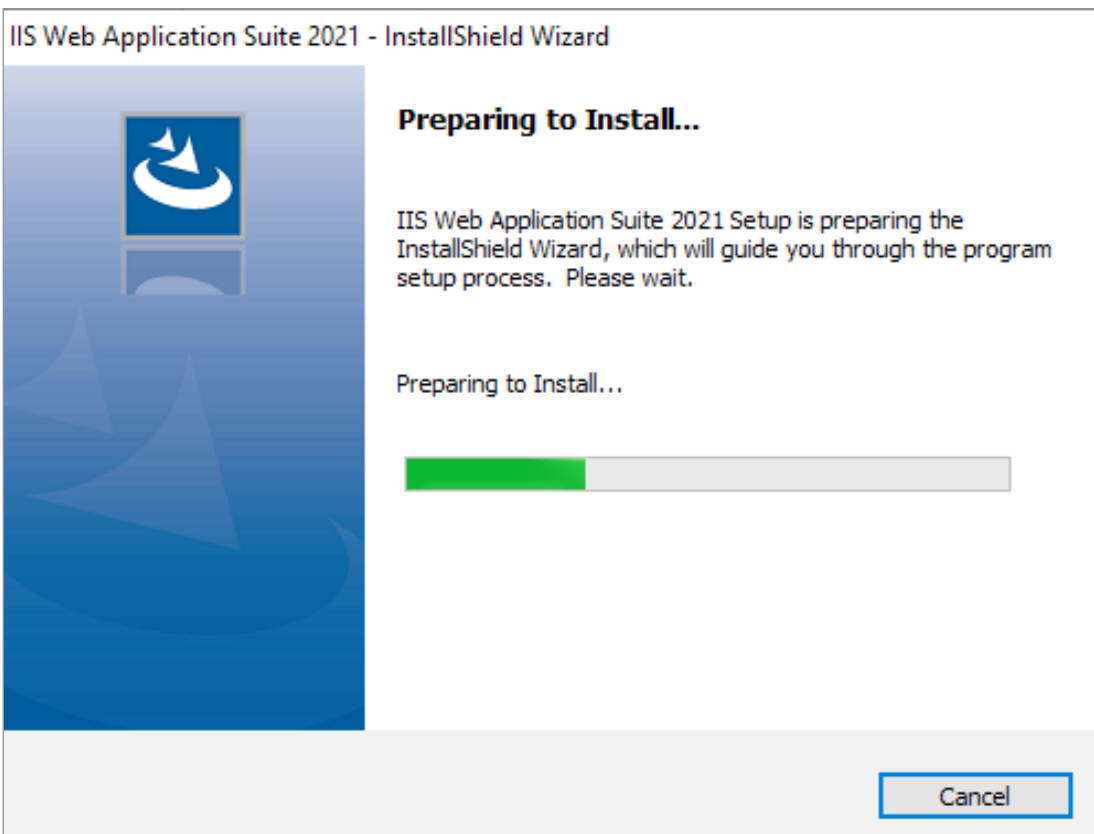 IIS Web Application Suite 2021 - InstallShield Wizard
Preparing to Install...
IIS Web Application Suite 2021 Setup is preparing the
InstallShield Wizard, which will guide you through the program
setup process.  Please wait.
Preparing to Install...
Cancel